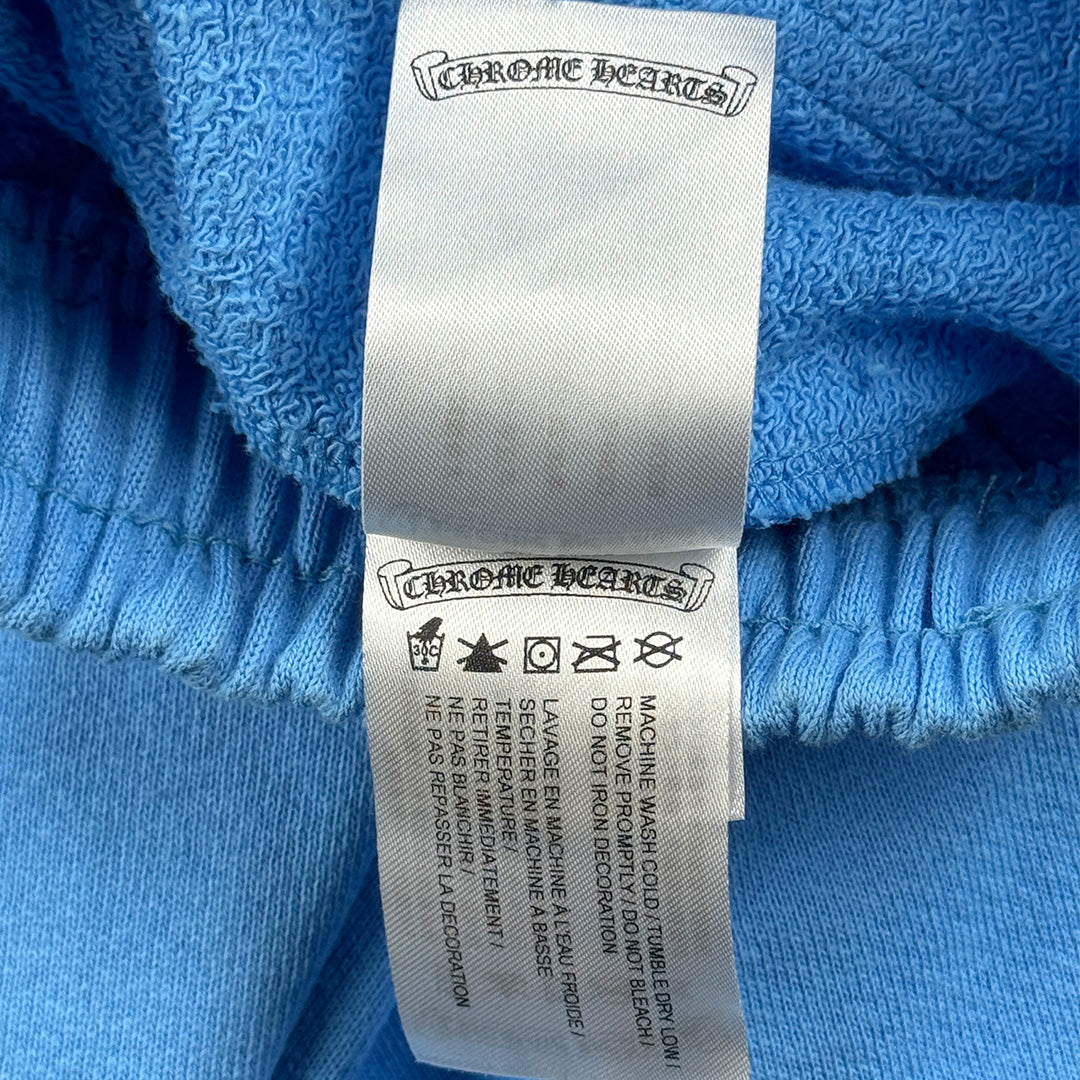 CHROME HEARTS
CHROME HEARTS
30C
MACHINE WASH COLD / TUMBLE DRY LOW /
REMOVE PROMPTLY / DO NOT BLEACH /
DO NOT IRON DECORATION
LAVAGE EN MACHINE A L'EAU FROIDE /
SECHER EN MACHINE A BASSE
TEMPERATURE /
RETIRER IMMEDIATEMENT /
NE PAS BLANCHIR /
NE PAS REPASSER LA DECORATION